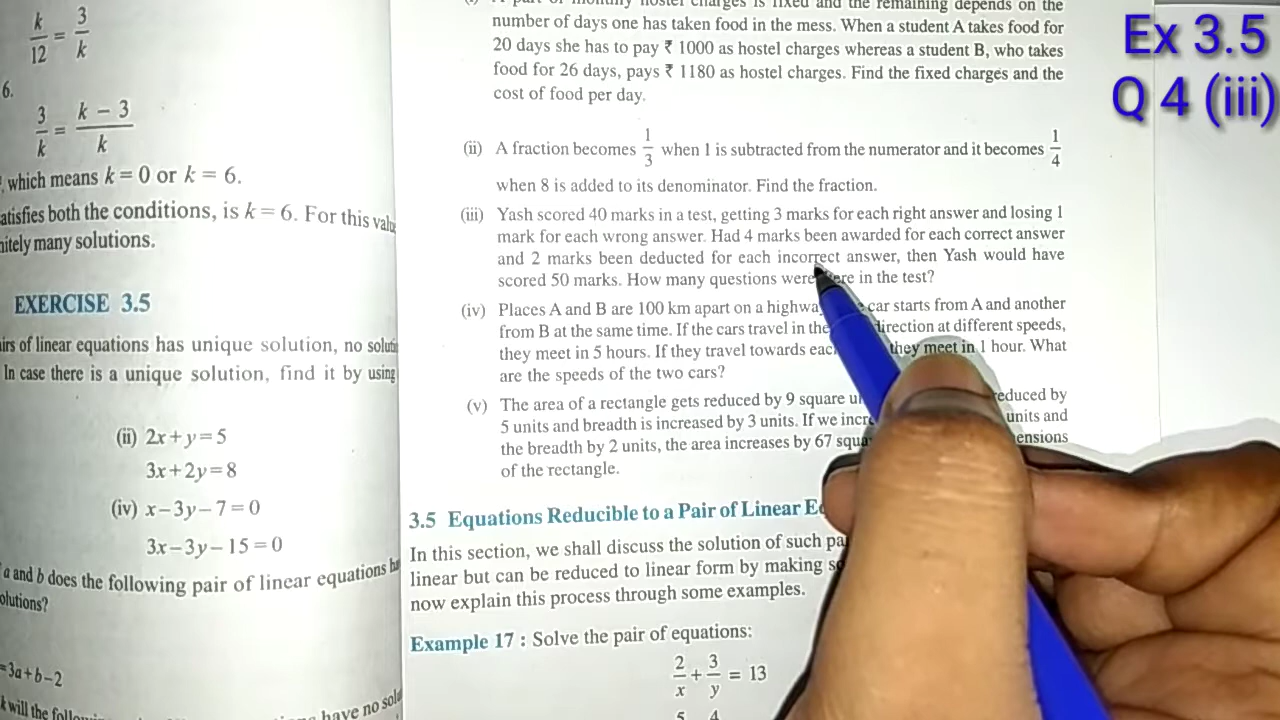 k/12 = 3/k
6.
3/k = (k – 3)/k
, which means k = 0 or k = 6.
atisfies both the conditions, is k = 6. For this
nitely many solutions.
EXERCISE 3.5
airs of linear equations has unique solution, no
In case there is a unique solution, find it by using
(ii) 2x + y = 5
3x + 2y = 8
(iv) x – 3y – 7 = 0
3x – 3y – 15 = 0
a and b does the following pair of linear equations
olutions?
= 3a + b – 2
k will the have no
number of days one has taken food in the mess. When a student A takes food for
20 days she has to pay ₹ 1000 as hostel charges whereas a student B, who takes
food for 26 days, pays ₹ 1180 as hostel charges. Find the fixed charges and the
cost of food per day.
(ii) A fraction becomes 1/3 when 1 is subtracted from the numerator and it becomes 1/4
when 8 is added to its denominator. Find the fraction.
(iii) Yash scored 40 marks in a test, getting 3 marks for each right answer and losing 1
mark for each wrong answer. Had 4 marks been awarded for each correct answer
and 2 marks been deducted for each incorrect answer, then Yash would have
scored 50 marks. How many questions were in the test?
(iv) Places A and B are 100 km apart on a car starts from A and another
from B at the same time. If the cars travel in the direction at different speeds,
they meet in 5 hours. If they travel towards they meet in 1 hour. What
are the speeds of the two cars?
(v) The area of a rectangle gets reduced by 9 square
5 units and breadth is increased by 3 units. If we units and
the breadth by 2 units, the area increases by 67
of the rectangle.
3.5 Equations Reducible to a Pair of Linear
In this section, we shall discuss the solution of such
linear but can be reduced to linear form by making
now explain this process through some examples.
Example 17 : Solve the pair of equations:
2/x + 3/y = 13
5 4
Ex 3.5
Q 4 (iii)